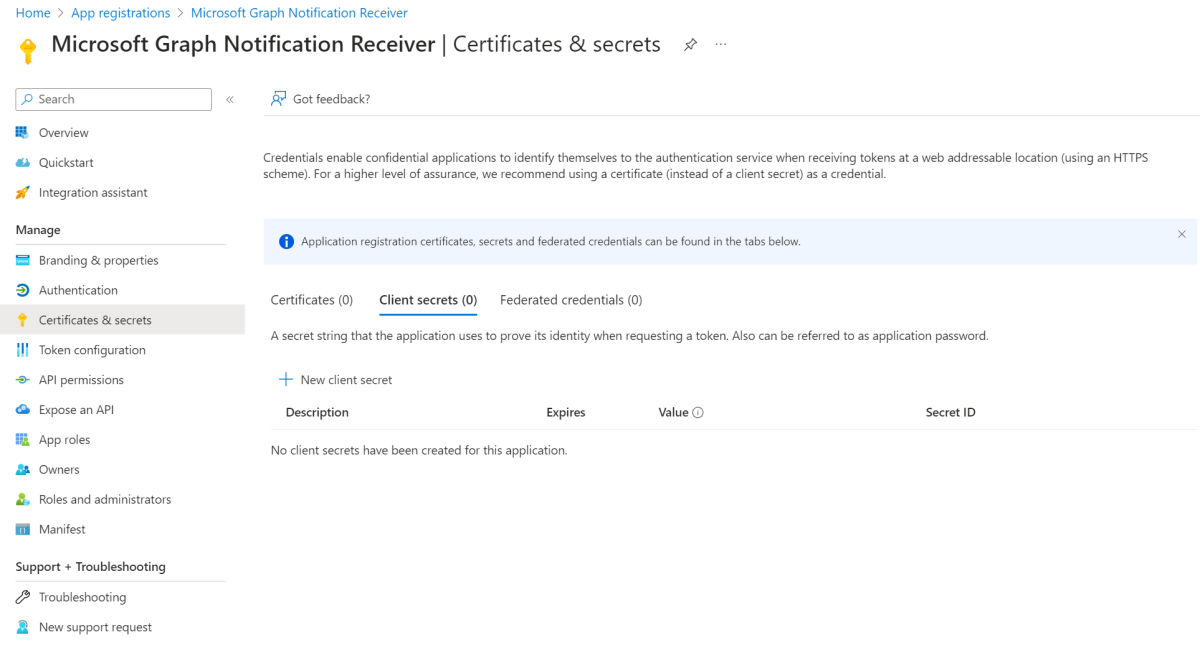 Home > App registrations > Microsoft Graph Notification Receiver
Microsoft Graph Notification Receiver | Certificates & secrets
Search
Overview
Quickstart
Integration assistant
Manage
Branding & properties
Authentication
Certificates & secrets
Token configuration
API permissions
Expose an API
App roles
Owners
Roles and administrators
Manifest
Support + Troubleshooting
Troubleshooting
New support request
Got feedback?
Credentials enable confidential applications to identify themselves to the authentication service when receiving tokens at a web addressable location (using an HTTPS
scheme). For a higher level of assurance, we recommend using a certificate (instead of a client secret) as a credential.
Application registration certificates, secrets and federated credentials can be found in the tabs below.
Certificates (0) Client secrets (0) Federated credentials (0)
A secret string that the application uses to prove its identity when requesting a token. Also can be referred to as application password.
New client secret
Description Expires Value Secret ID
No client secrets have been created for this application.